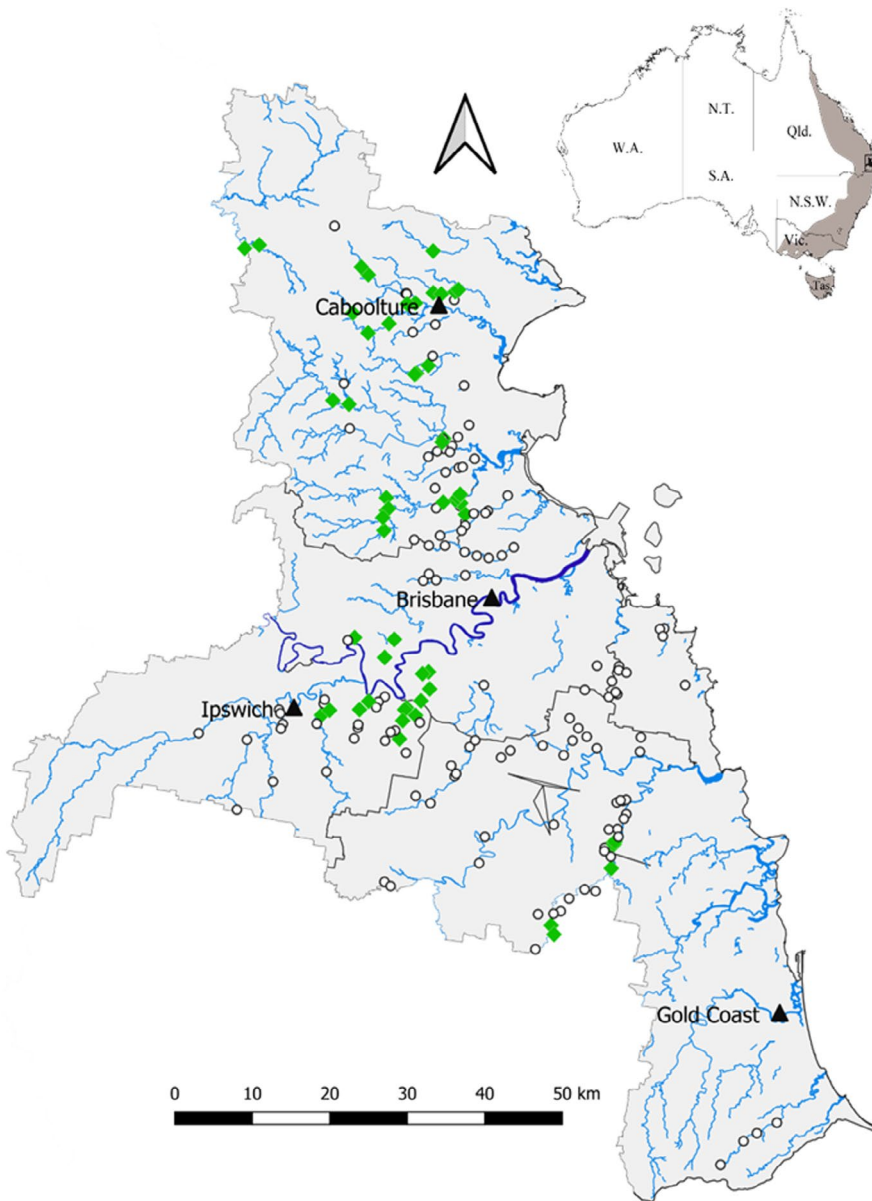 N.T.
Qld.
W.A.
S.A.
N.S.W.
Vic.
Tas.
Caboolture
Brisbane
Ipswich
Gold Coast
0 10 20 30 40 50 km